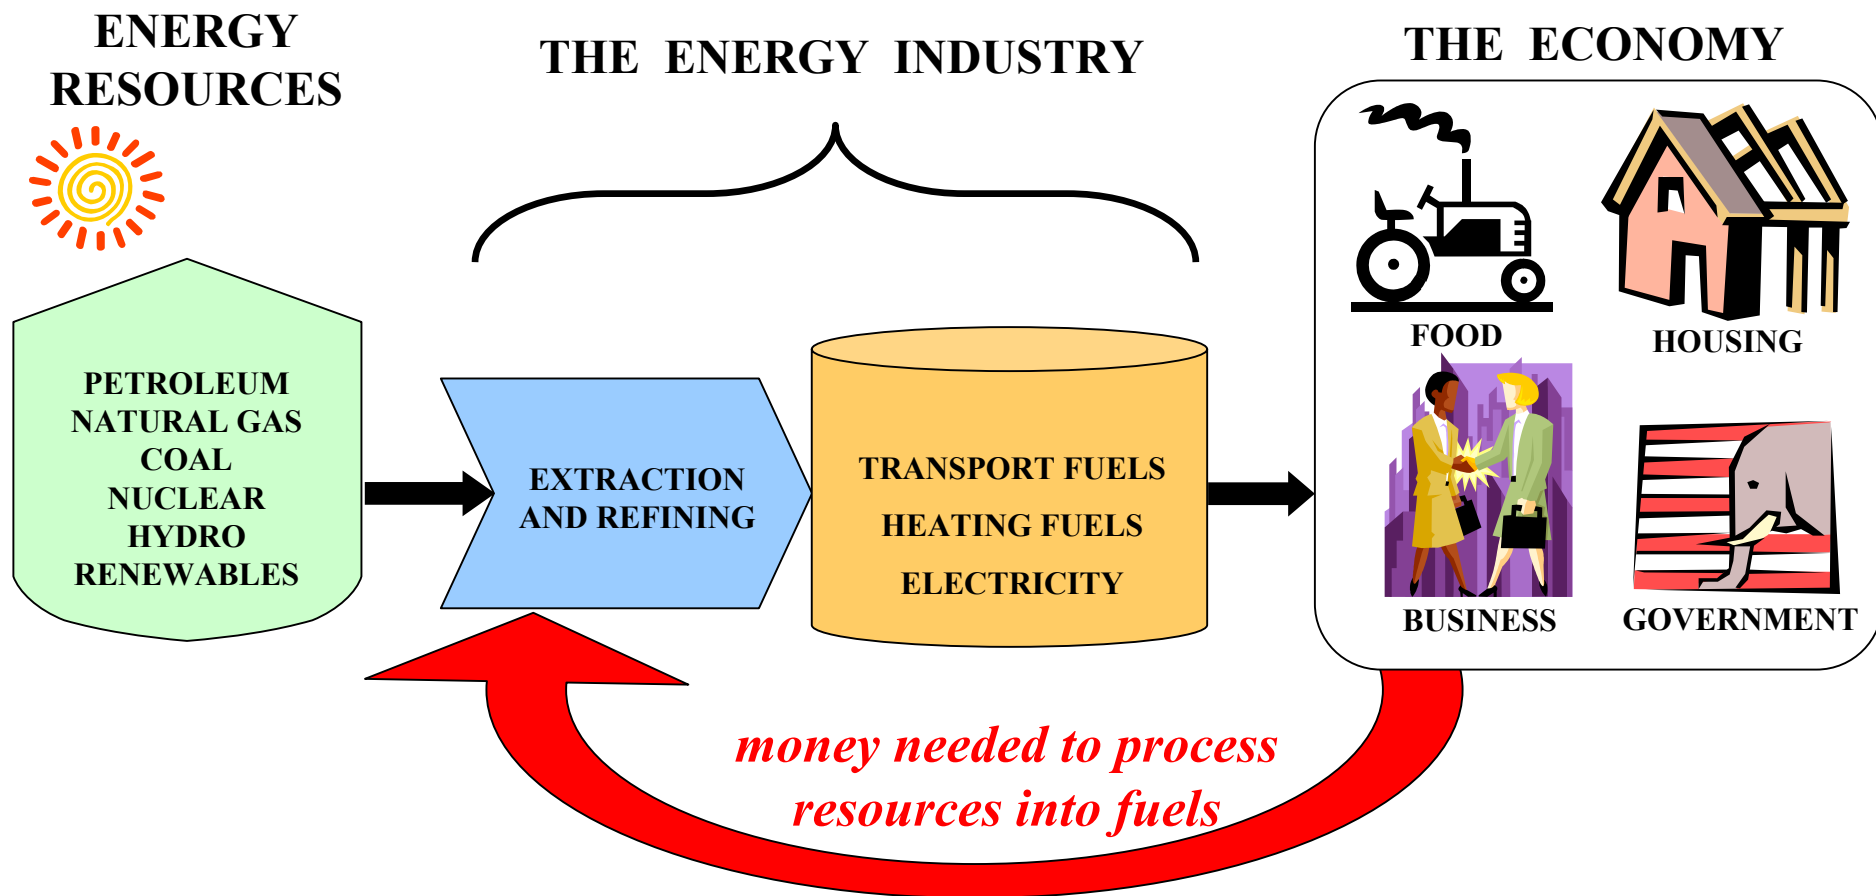 ENERGY
RESOURCES
THE ENERGY INDUSTRY
THE ECONOMY
PETROLEUM
NATURAL GAS
COAL
NUCLEAR
HYDRO
RENEWABLES
EXTRACTION
AND REFINING
TRANSPORT FUELS
HEATING FUELS
ELECTRICITY
FOOD
HOUSING
BUSINESS
GOVERNMENT
money needed to process
resources into fuels